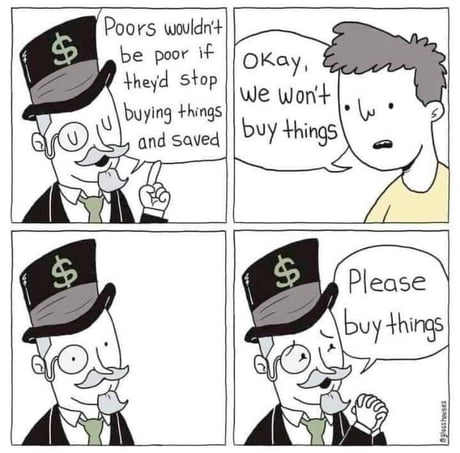 $
Poors wouldn't
be poor if
they'd stop
buying things
and saved
Okay,
we won't
buy things
$
$
Please
buy things
@glasshouses